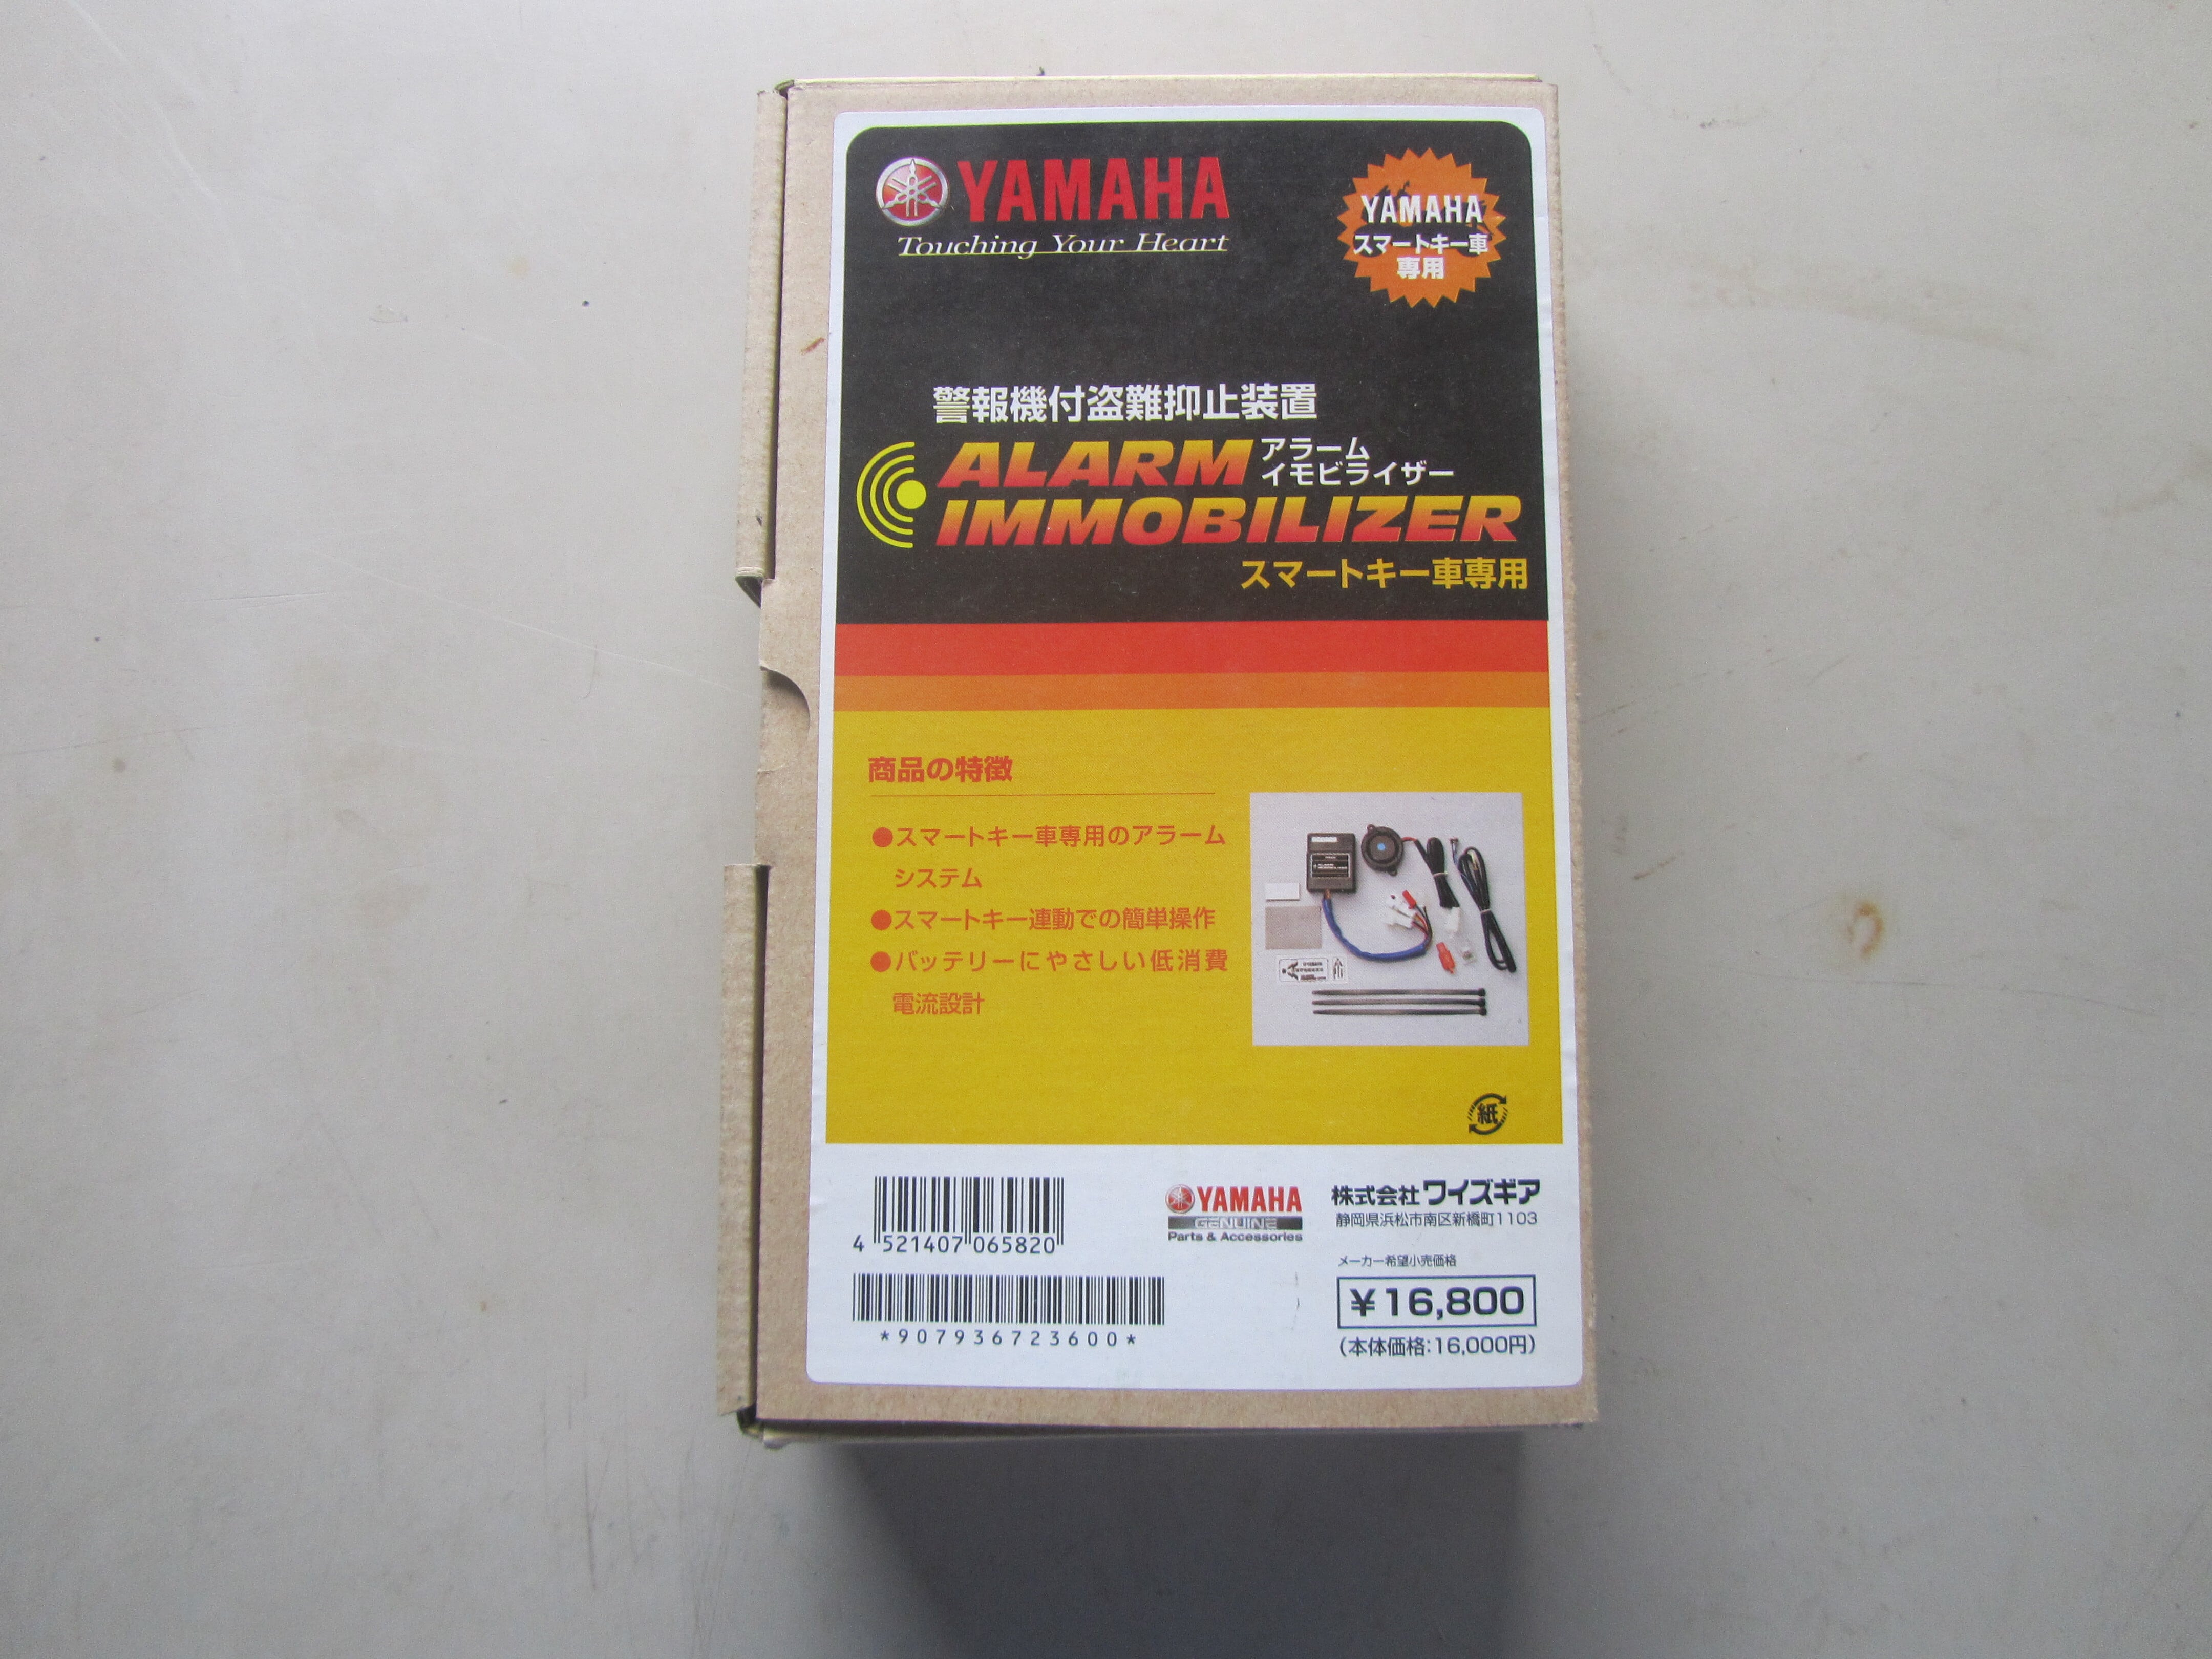 YAMAHA
Touching Your Heart
YAMAHA
スマートキー車
専用
警報機付盗難抑止装置
ALARM アラーム
イモビライザー
IMMOBILIZER
スマートキー車専用
商品の特徴
●スマートキー車専用のアラーム
システム
●スマートキー連動での簡単操作
●バッテリーにやさしい低消費
電流設計
紙
4 521407 065820
*907936723600*
YAMAHA
GENUINE
Parts & Accessories
株式会社ワイズギア
静岡県浜松市南区新橋町1103
メーカー希望小売価格
¥16,800
(本体価格:16,000円)